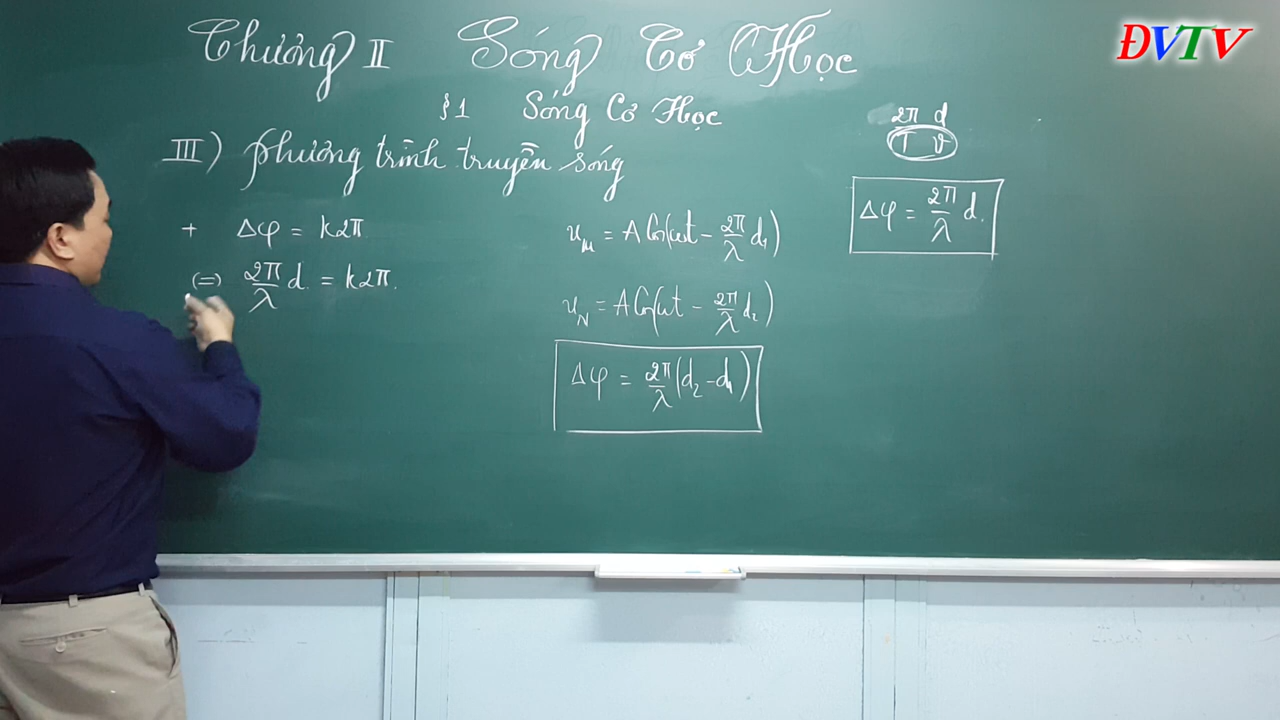 ĐVTV
Chương II Sóng Cơ Học
§1 Sóng Cơ Học
III) phương trình truyền sóng
2π d
T v
Δφ = 2π/λ d.
+ Δφ = k2π
(=) 2π/λ d = k2π.
u_M = A Cos(ωt - 2π/λ d₁)
u_N = A Cos(ωt - 2π/λ d₂)
Δφ = 2π/λ (d₂ - d₁)